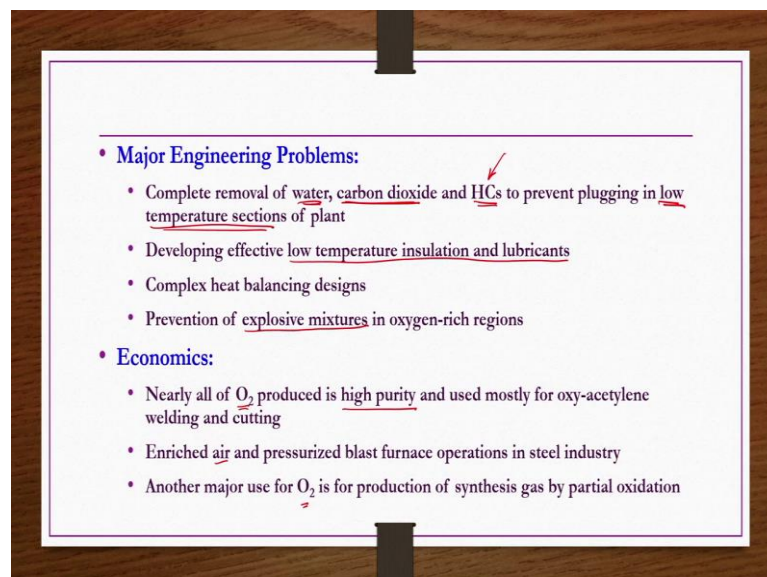 • Major Engineering Problems:
• Complete removal of water, carbon dioxide and HCs to prevent plugging in low
temperature sections of plant
• Developing effective low temperature insulation and lubricants
• Complex heat balancing designs
• Prevention of explosive mixtures in oxygen-rich regions
• Economics:
• Nearly all of O₂ produced is high purity and used mostly for oxy-acetylene
welding and cutting
• Enriched air and pressurized blast furnace operations in steel industry
• Another major use for O₂ is for production of synthesis gas by partial oxidation